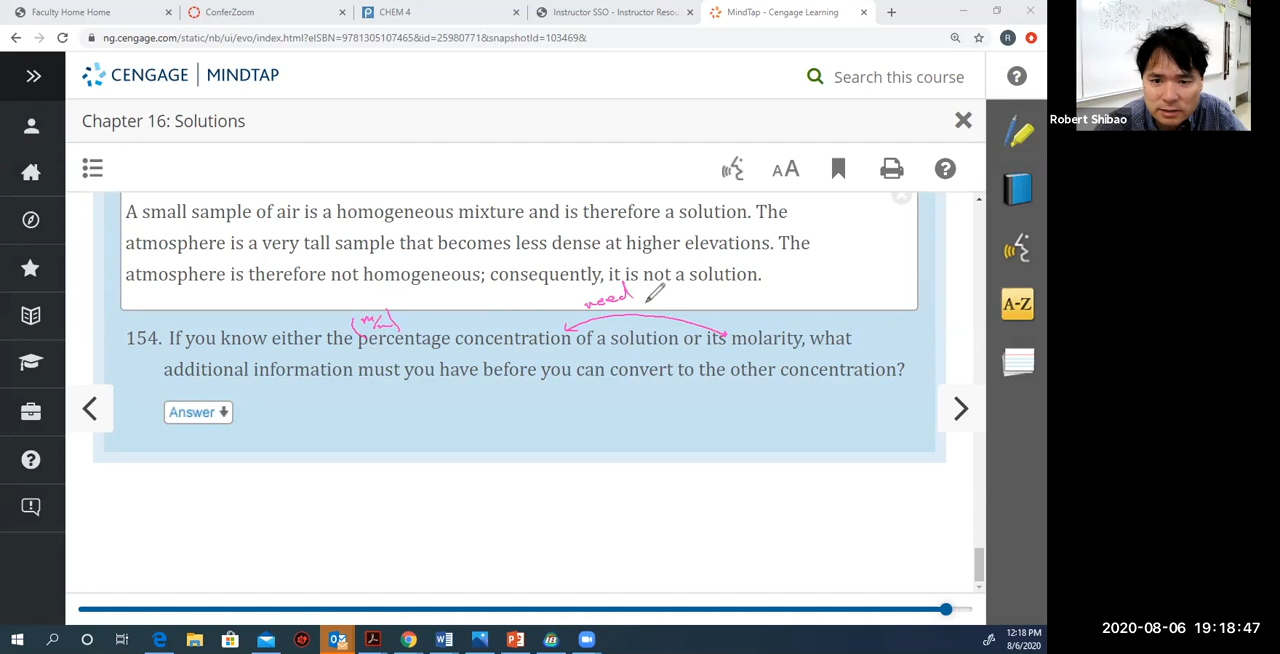 Faculty Home Home
ConferZoom
CHEM 4
Instructor SSO - Instructor Resou
MindTap - Cengage Learning
ng.cengage.com/static/nb/ui/evo/index.html?eISBN=9781305107465&id=25980771&snapshotId=103469&
R
CENGAGE | MINDTAP
Search this course
Robert Shibao
Chapter 16: Solutions
AA
A small sample of air is a homogeneous mixture and is therefore a solution. The
atmosphere is a very tall sample that becomes less dense at higher elevations. The
atmosphere is therefore not homogeneous; consequently, it is not a solution.
need
(m/m)
154. If you know either the percentage concentration of a solution or its molarity, what
additional information must you have before you can convert to the other concentration?
Answer
A-Z
12:18 PM
8/6/2020
2020-08-06 19:18:47